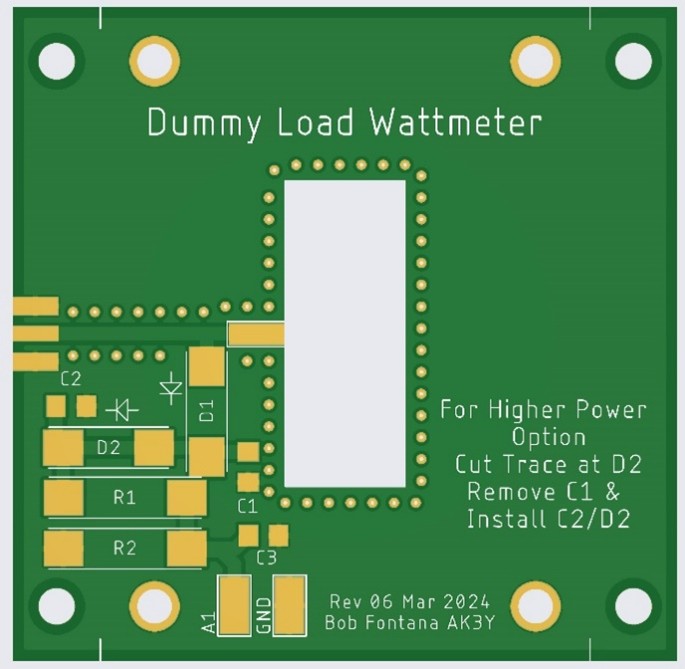 Dummy Load Wattmeter
C2
D1
D2
For Higher Power
Option
Cut Trace at D2
Remove C1 &
Install C2/D2
R1
C1
R2
C3
A1
GND
Rev 06 Mar 2024
Bob Fontana AK3Y